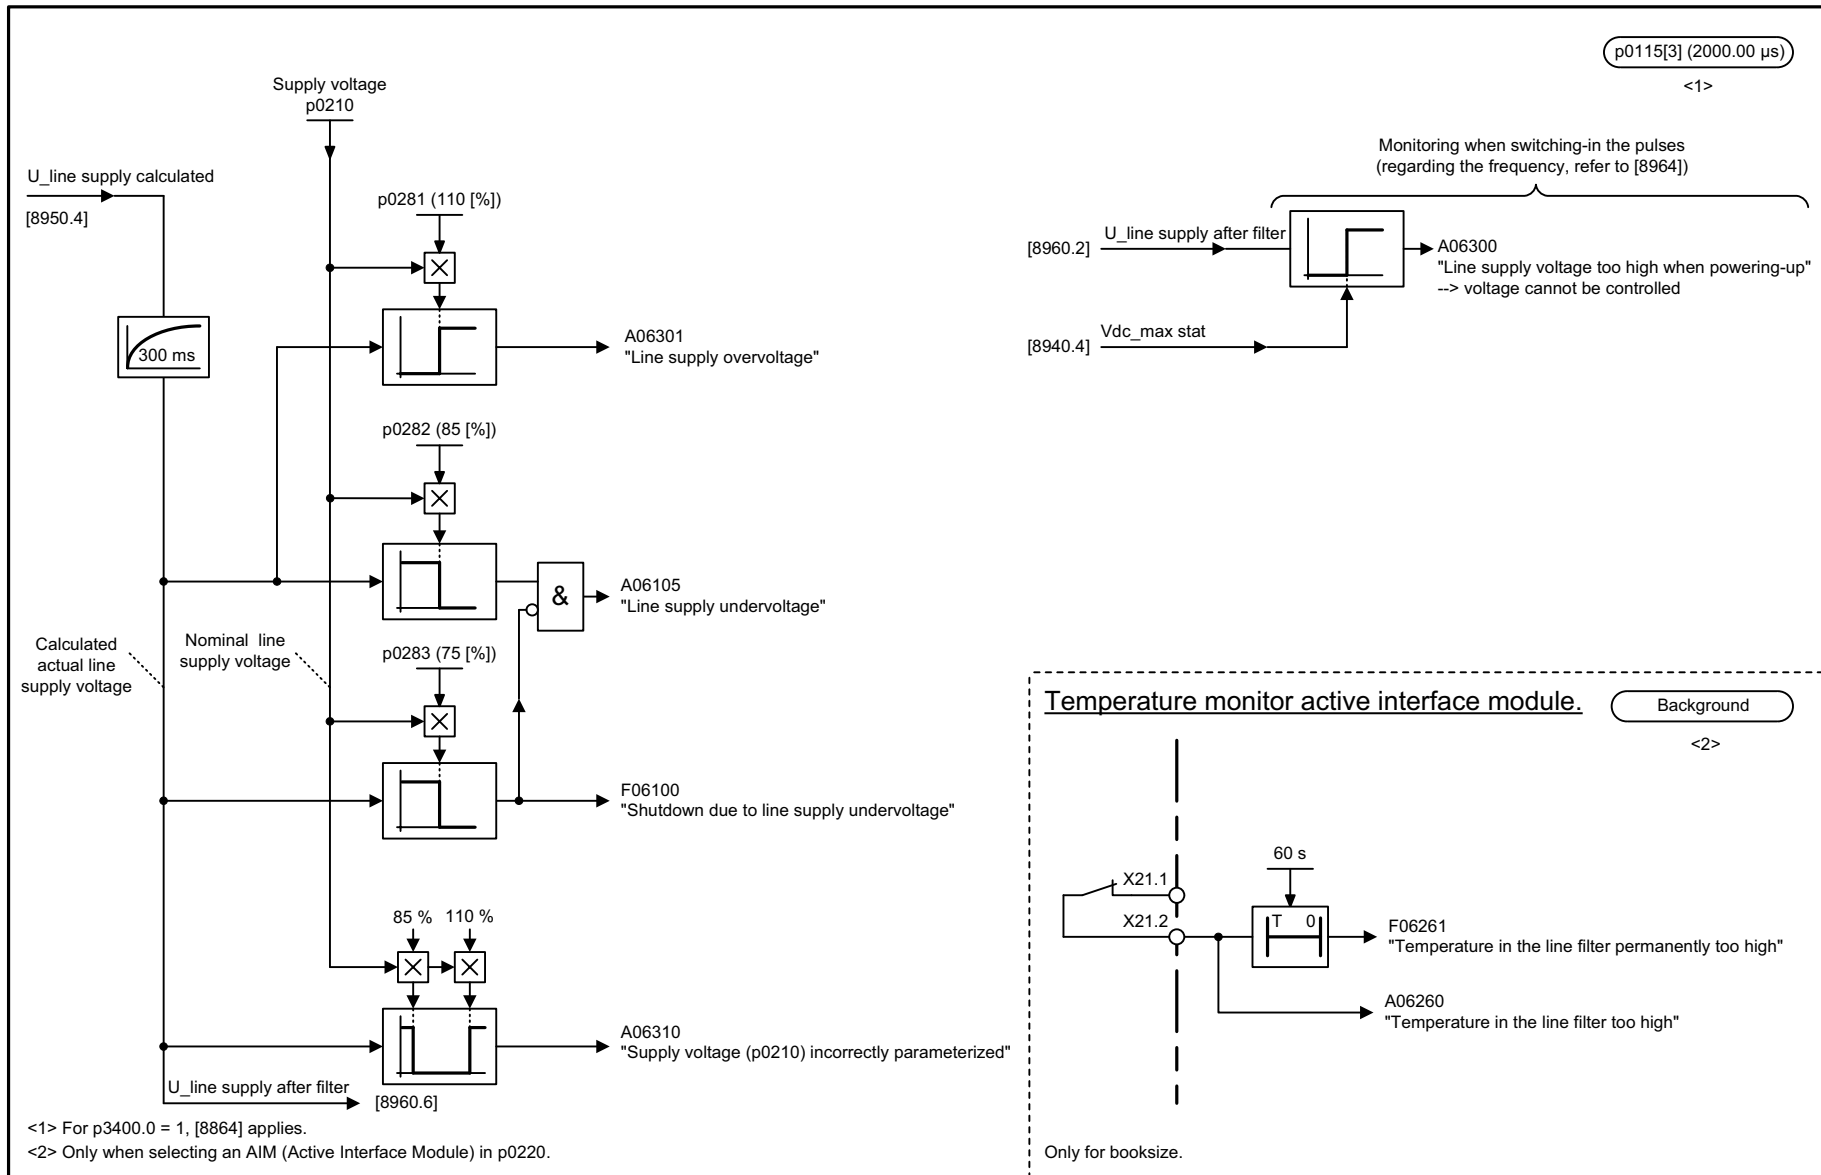 p0115[3] (2000.00 µs)
<1>
Supply voltage
p0210
U_line supply calculated
[8950.4]
p0281 (110 [%])
300 ms
A06301
"Line supply overvoltage"
p0282 (85 [%])
&
A06105
"Line supply undervoltage"
Calculated
actual line
supply voltage
Nominal line
supply voltage
p0283 (75 [%])
F06100
"Shutdown due to line supply undervoltage"
85 %
110 %
A06310
"Supply voltage (p0210) incorrectly parameterized"
U_line supply after filter
[8960.6]
<1> For p3400.0 = 1, [8864] applies.
<2> Only when selecting an AIM (Active Interface Module) in p0220.
Monitoring when switching-in the pulses
(regarding the frequency, refer to [8964])
[8960.2]
U_line supply after filter
A06300
"Line supply voltage too high when powering-up"
--> voltage cannot be controlled
[8940.4]
Vdc_max stat
Temperature monitor active interface module.
Background
<2>
60 s
X21.1
X21.2
T 0
F06261
"Temperature in the line filter permanently too high"
A06260
"Temperature in the line filter too high"
Only for booksize.